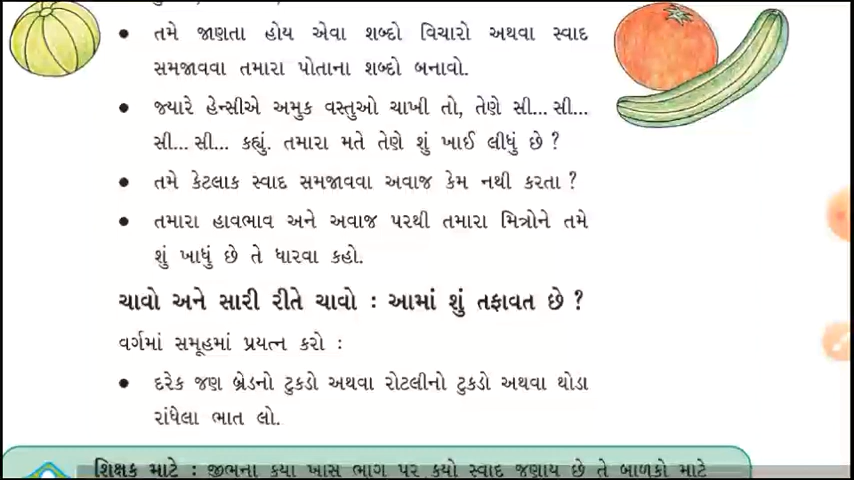 • તમે જાણતા હોય એવા શબ્દો વિચારો અથવા સ્વાદ
સમજાવવા તમારા પોતાના શબ્દો બનાવો.
• જ્યારે હેન્સીએ અમુક વસ્તુઓ ચાખી તો, તેણે સી... સી...
સી... સી... કહ્યું. તમારા મતે તેણે શું ખાઈ લીધું છે ?
• તમે કેટલાક સ્વાદ સમજાવવા અવાજ કેમ નથી કરતા ?
• તમારા હાવભાવ અને અવાજ પરથી તમારા મિત્રોને તમે
શું ખાધું છે તે ધારવા કહો.
ચાવો અને સારી રીતે ચાવો : આમાં શું તફાવત છે ?
વર્ગમાં સમૂહમાં પ્રયત્ન કરો :
• દરેક જણ બ્રેડનો ટુકડો અથવા રોટલીનો ટુકડો અથવા થોડા
રાંધેલા ભાત લો.
શિક્ષક માટે : જીભના કયા ખાસ ભાગ પર કયો સ્વાદ જણાય છે તે બાળકો માટે